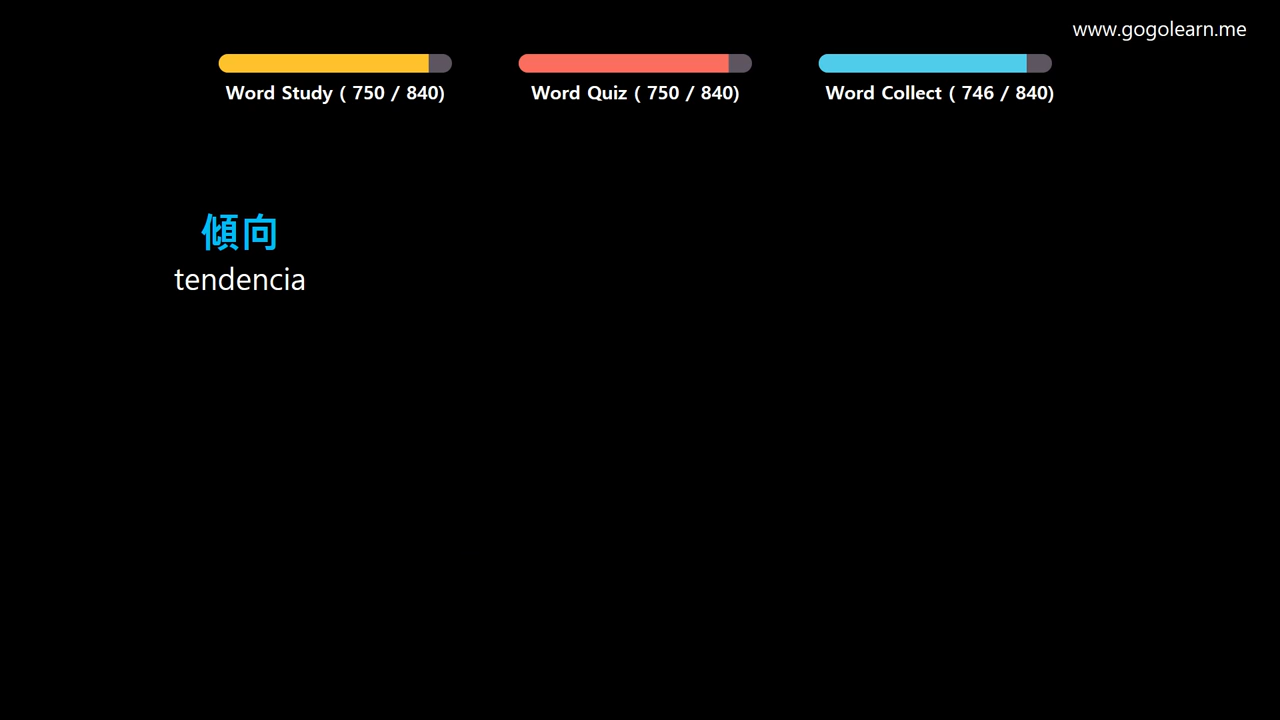 www.gogolearn.me
Word Study ( 750 / 840)
Word Quiz ( 750 / 840)
Word Collect ( 746 / 840)
傾向
tendencia